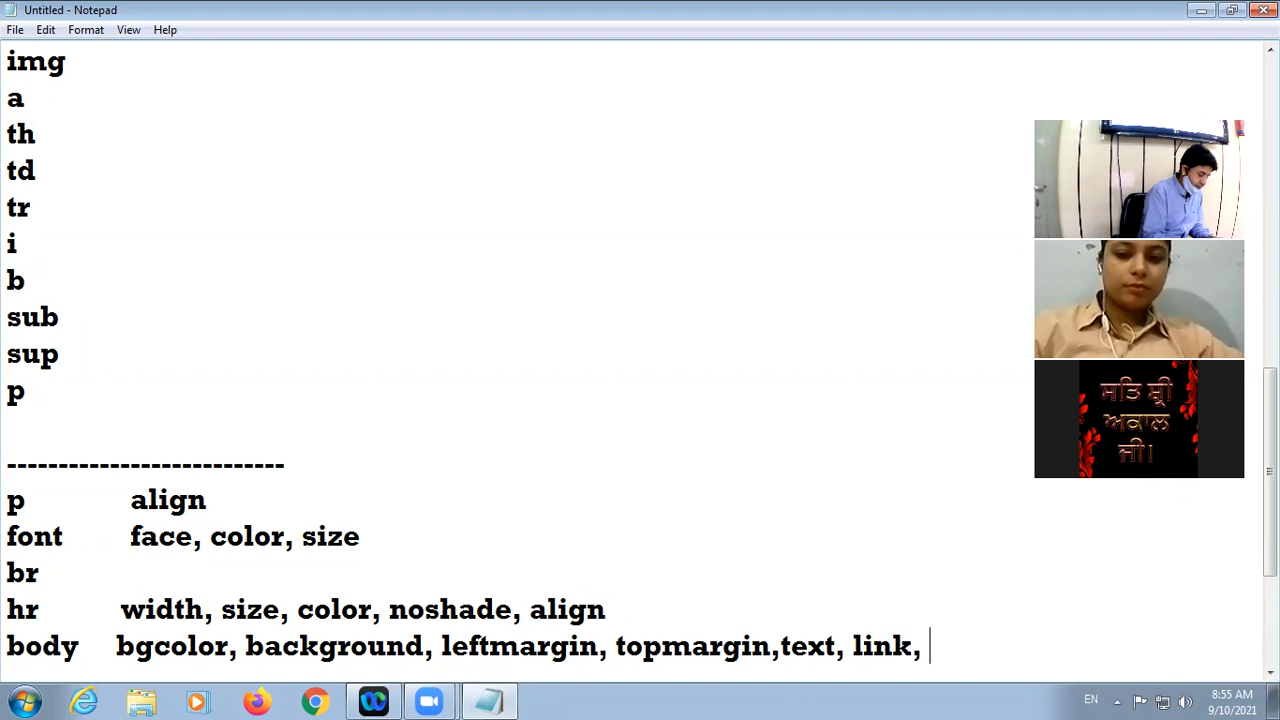 Untitled - Notepad
File Edit Format View Help
img
a
th
td
tr
i
b
sub
sup
p
---------------------------
p align
font face, color, size
br
hr width, size, color, noshade, align
body bgcolor, background, leftmargin, topmargin,text, link,
ਸਤਿ ਸ਼੍ਰੀ
ਅਕਾਲ
ਜੀ।
EN
8:55 AM
9/10/2021